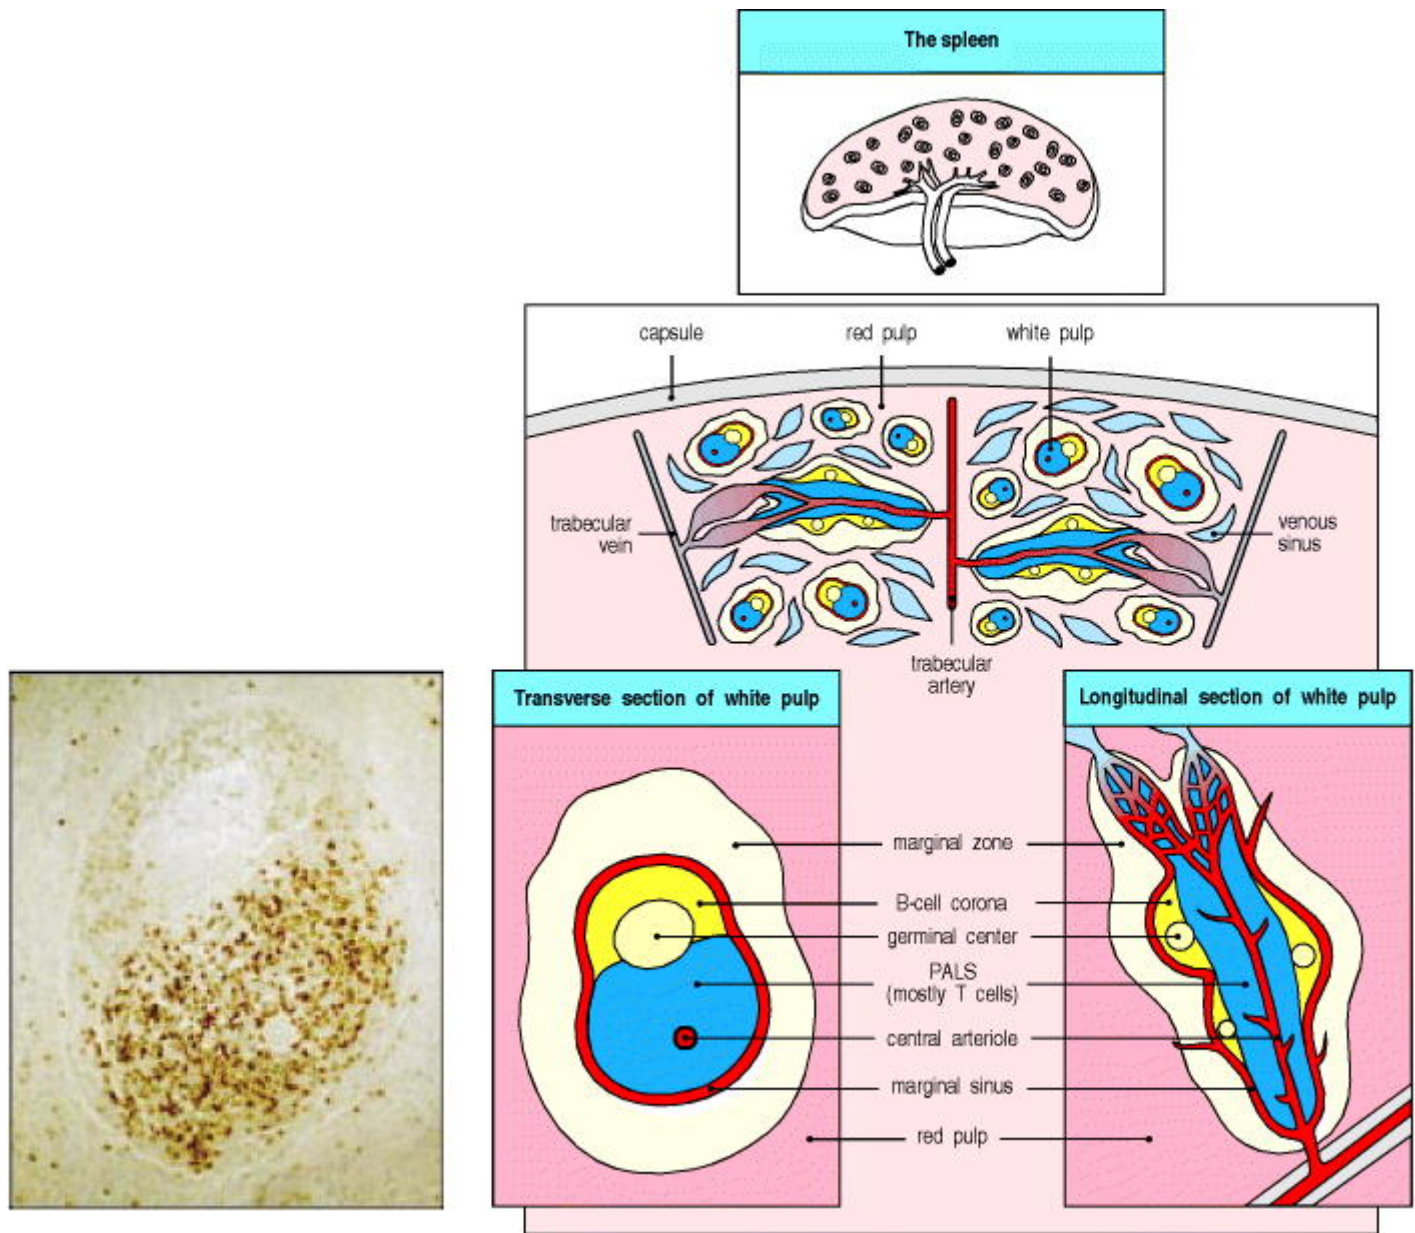 The spleen
capsule
red pulp
white pulp
trabecular
vein
venous
sinus
trabecular
artery
Transverse section of white pulp
Longitudinal section of white pulp
marginal zone
B-cell corona
germinal center
PALS
(mostly T cells)
central arteriole
marginal sinus
red pulp